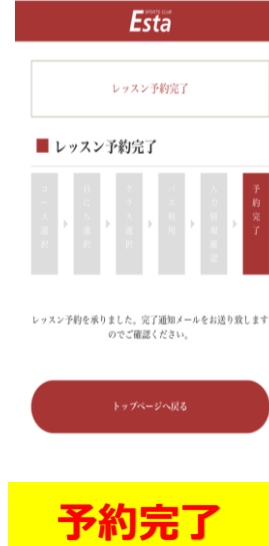 SPORTS CLUB
Esta
レッスン予約完了
■ レッスン予約完了
コース選択
日にち選択
クラス選択
パス利用
入力情報確認
予約完了
レッスン予約を承りました。完了通知メールをお送り致します
のでご確認ください。
トップページへ戻る
予約完了